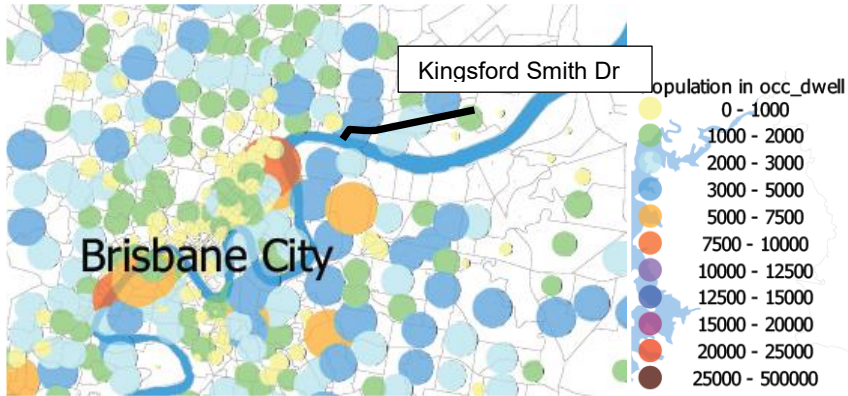 Kingsford Smith Dr
Brisbane City
opulation in occ_dwell
0 - 1000
1000 - 2000
2000 - 3000
3000 - 5000
5000 - 7500
7500 - 10000
10000 - 12500
12500 - 15000
15000 - 20000
20000 - 25000
25000 - 500000